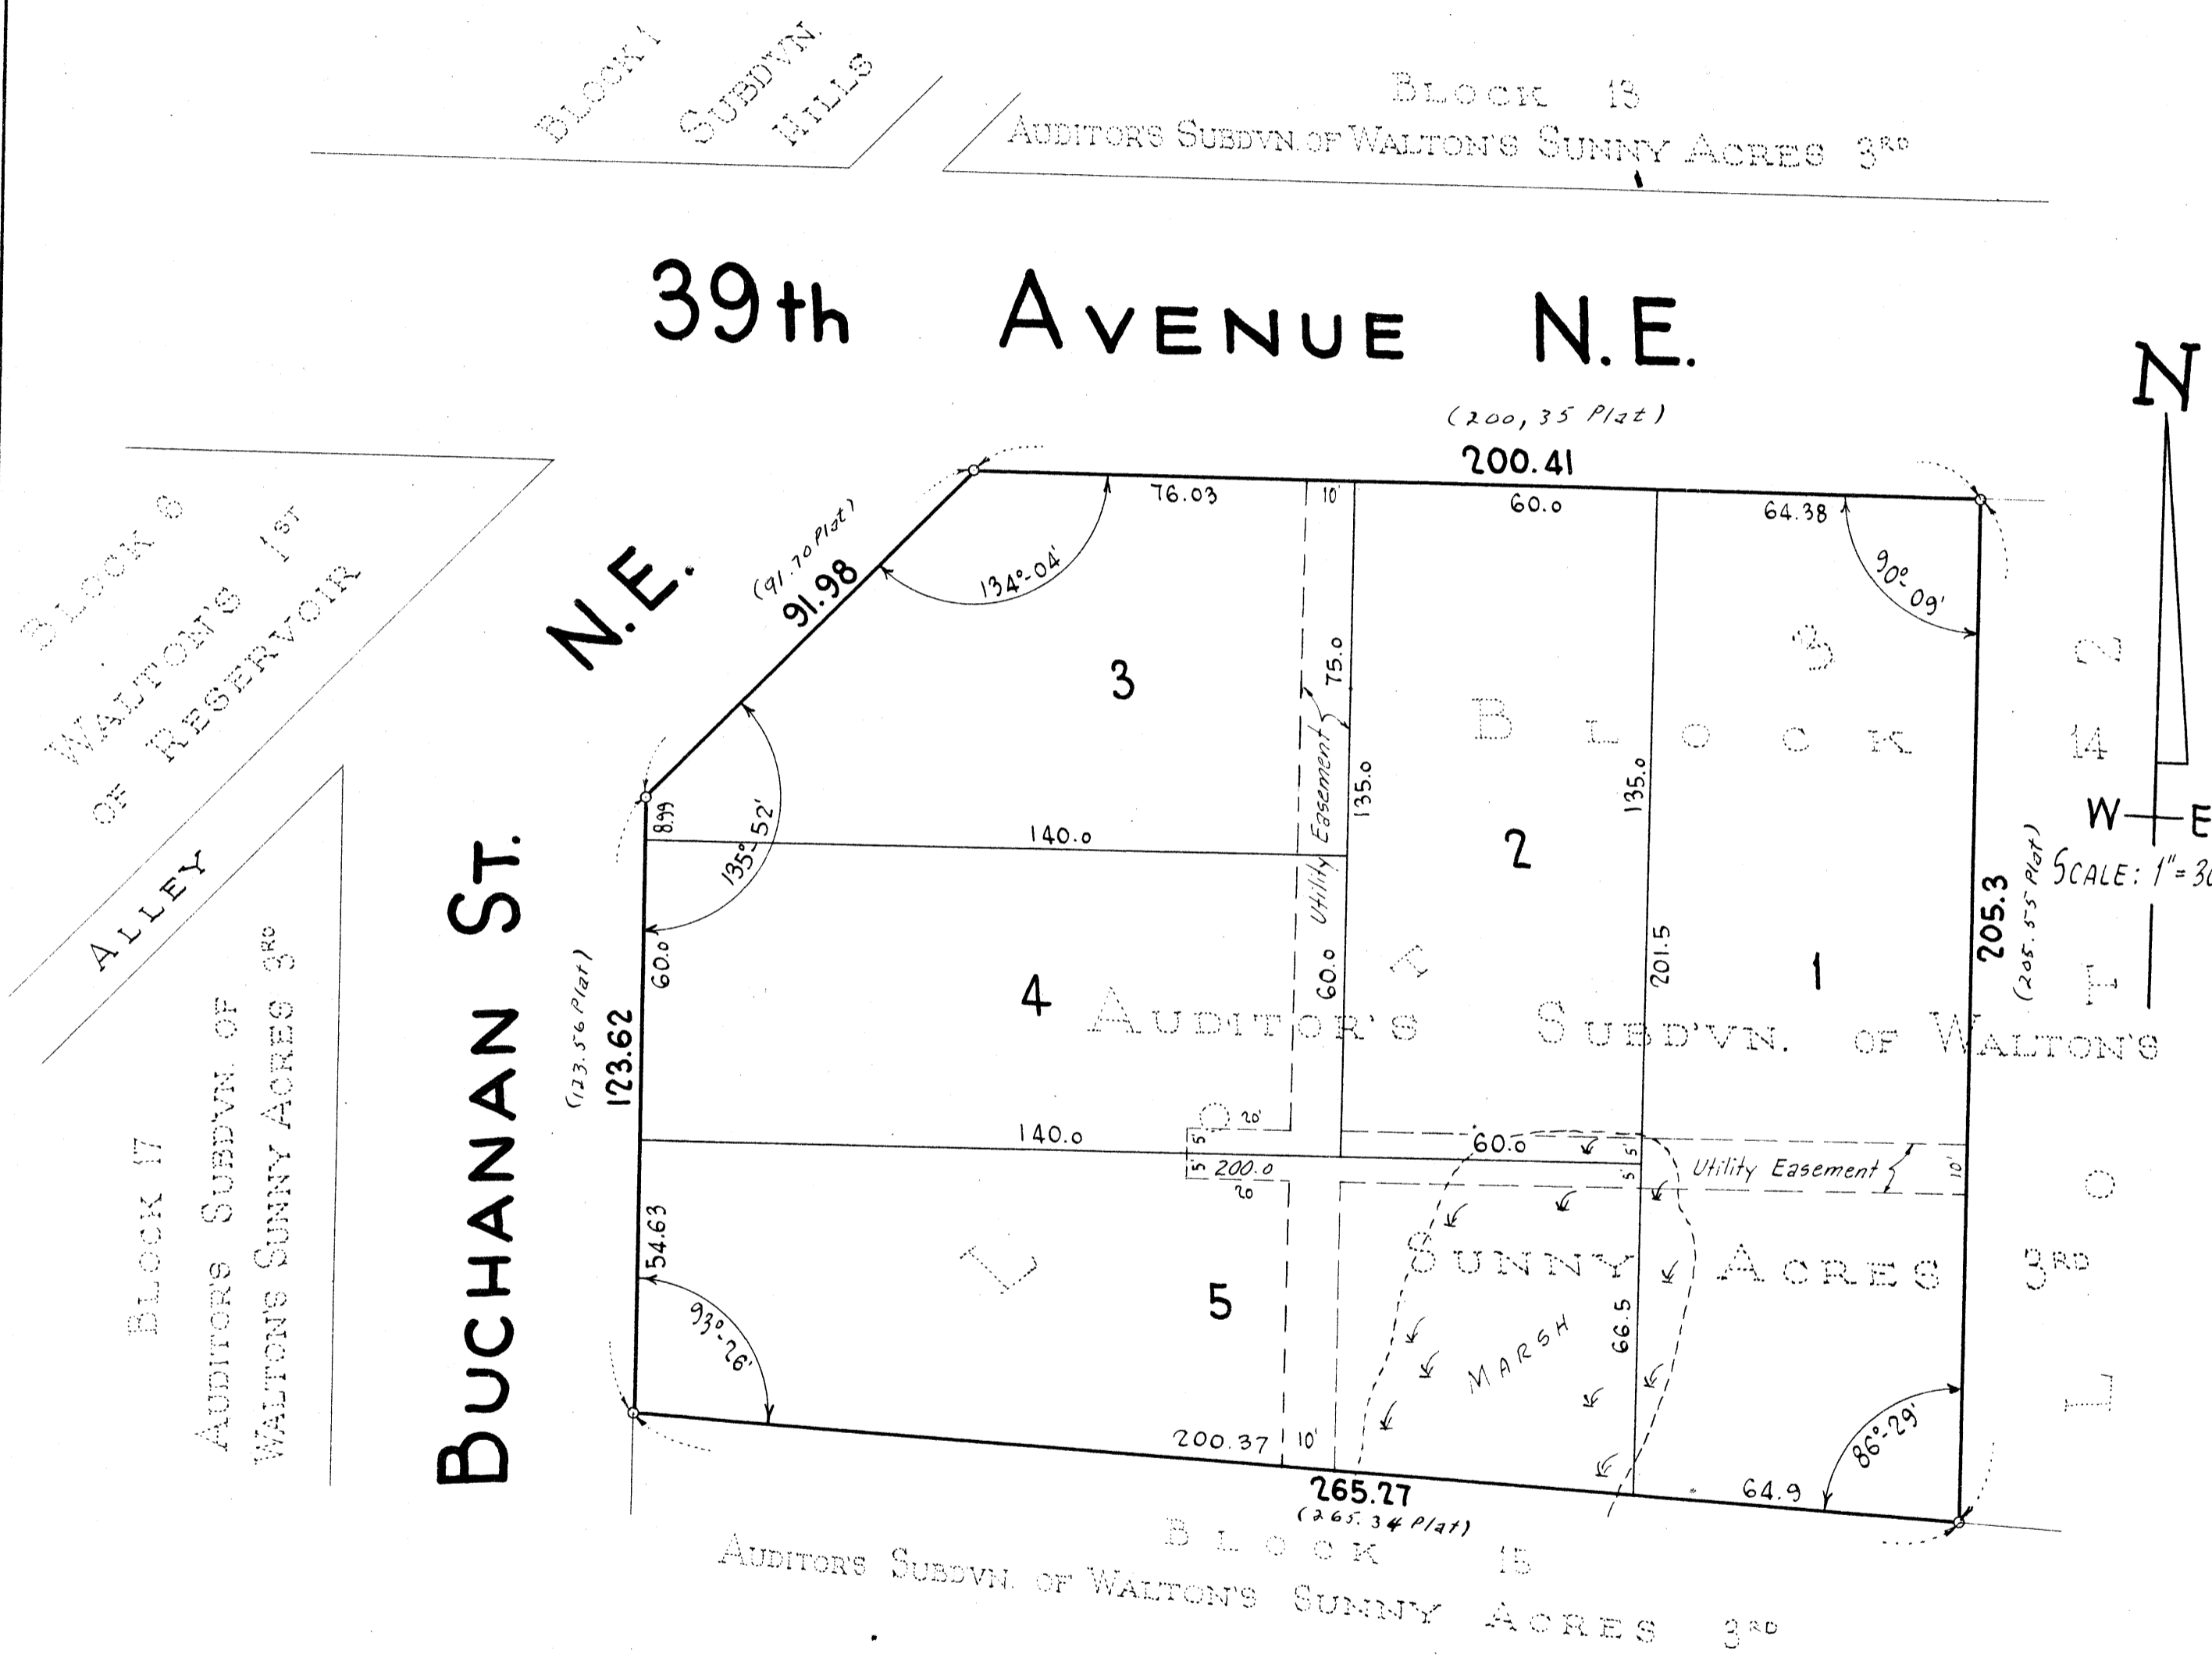 BLOCK 1
SUBDVN.
HILLS
BLOCK 13
AUDITOR'S SUBDVN. OF WALTON'S SUNNY ACRES 3RD
39th AVENUE N.E.
N
(200,35 Plat)
200.41
76.03
10'
60.0
64.38
134°-04'
90°-09'
(91.70 Plat)
91.98
N.E.
BLOCK 6
WALTON'S 1ST
OF RESERVOIR
ALLEY
3
75.0
Utility Easement
135.0
135.0
BLOCK
3
2
14
W E
SCALE: 1"=30
8.99
135°-52'
140.0
2
205.3
(205.55 Plat)
60.0
60.0
201.5
1
4
BUCHANAN ST.
(123.56 Plat)
123.62
AUDITOR'S SUBD'VN. OF WALTON'S
LOT
LOT
20'
140.0
5'
5'
200.0
20
60.0
5'
5'
Utility Easement
10'
BLOCK 17
AUDITOR'S SUBDVN. OF
WALTON'S SUNNY ACRES 3RD
54.63
SUNNY ACRES 3RD
5
66.5
MARSH
93°-26'
86°-29'
200.37
10'
64.9
265.27
(265.34 Plat)
BLOCK 15
AUDITOR'S SUBDVN. OF WALTON'S SUNNY ACRES 3RD